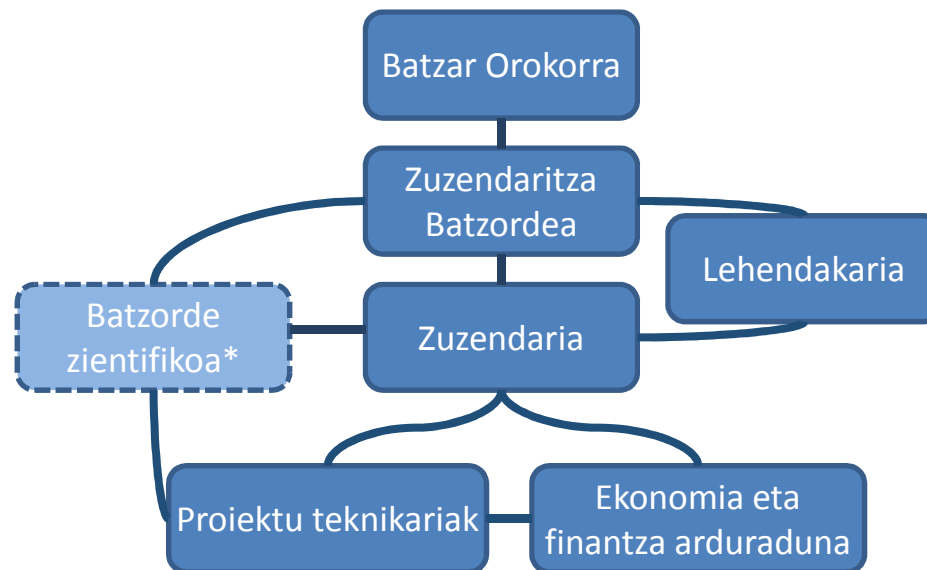 Batzar Orokorra
Zuzendaritza
Batzordea
Lehendakaria
Batzorde
zientifikoa*
Zuzendaria
Proiektu teknikariak
Ekonomia eta
finantza arduraduna